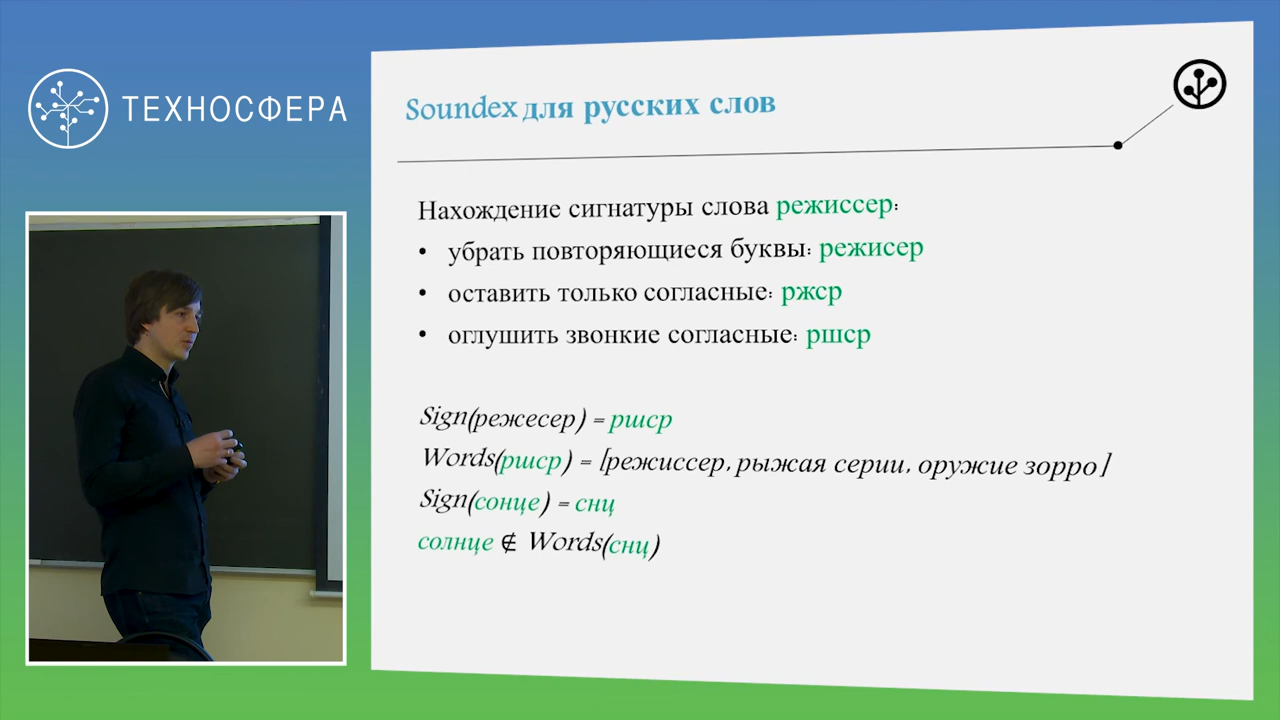 ТЕХНОСФЕРА
Soundex для русских слов
Нахождение сигнатуры слова режиссер:
• убрать повторяющиеся буквы: режисер
• оставить только согласные: ржср
• оглушить звонкие согласные: ршср
Sign(режесер) = ршср
Words(ршср) = [режиссер, рыжая серии, оружие зорро]
Sign(сонце) = снц
солнце ∉ Words(снц)